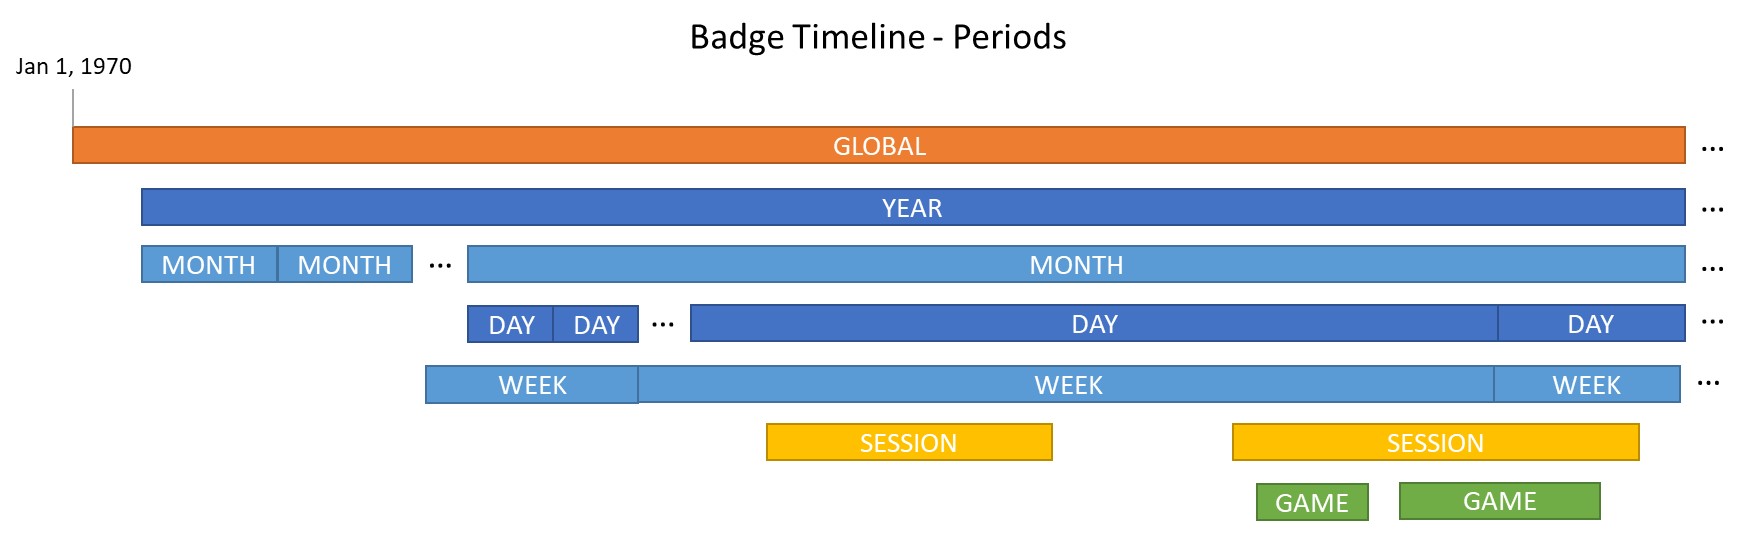 Badge Timeline - Periods
Jan 1, 1970
GLOBAL ...
YEAR ...
MONTH MONTH ... MONTH ...
DAY DAY ... DAY DAY ...
WEEK WEEK WEEK ...
SESSION SESSION
GAME GAME